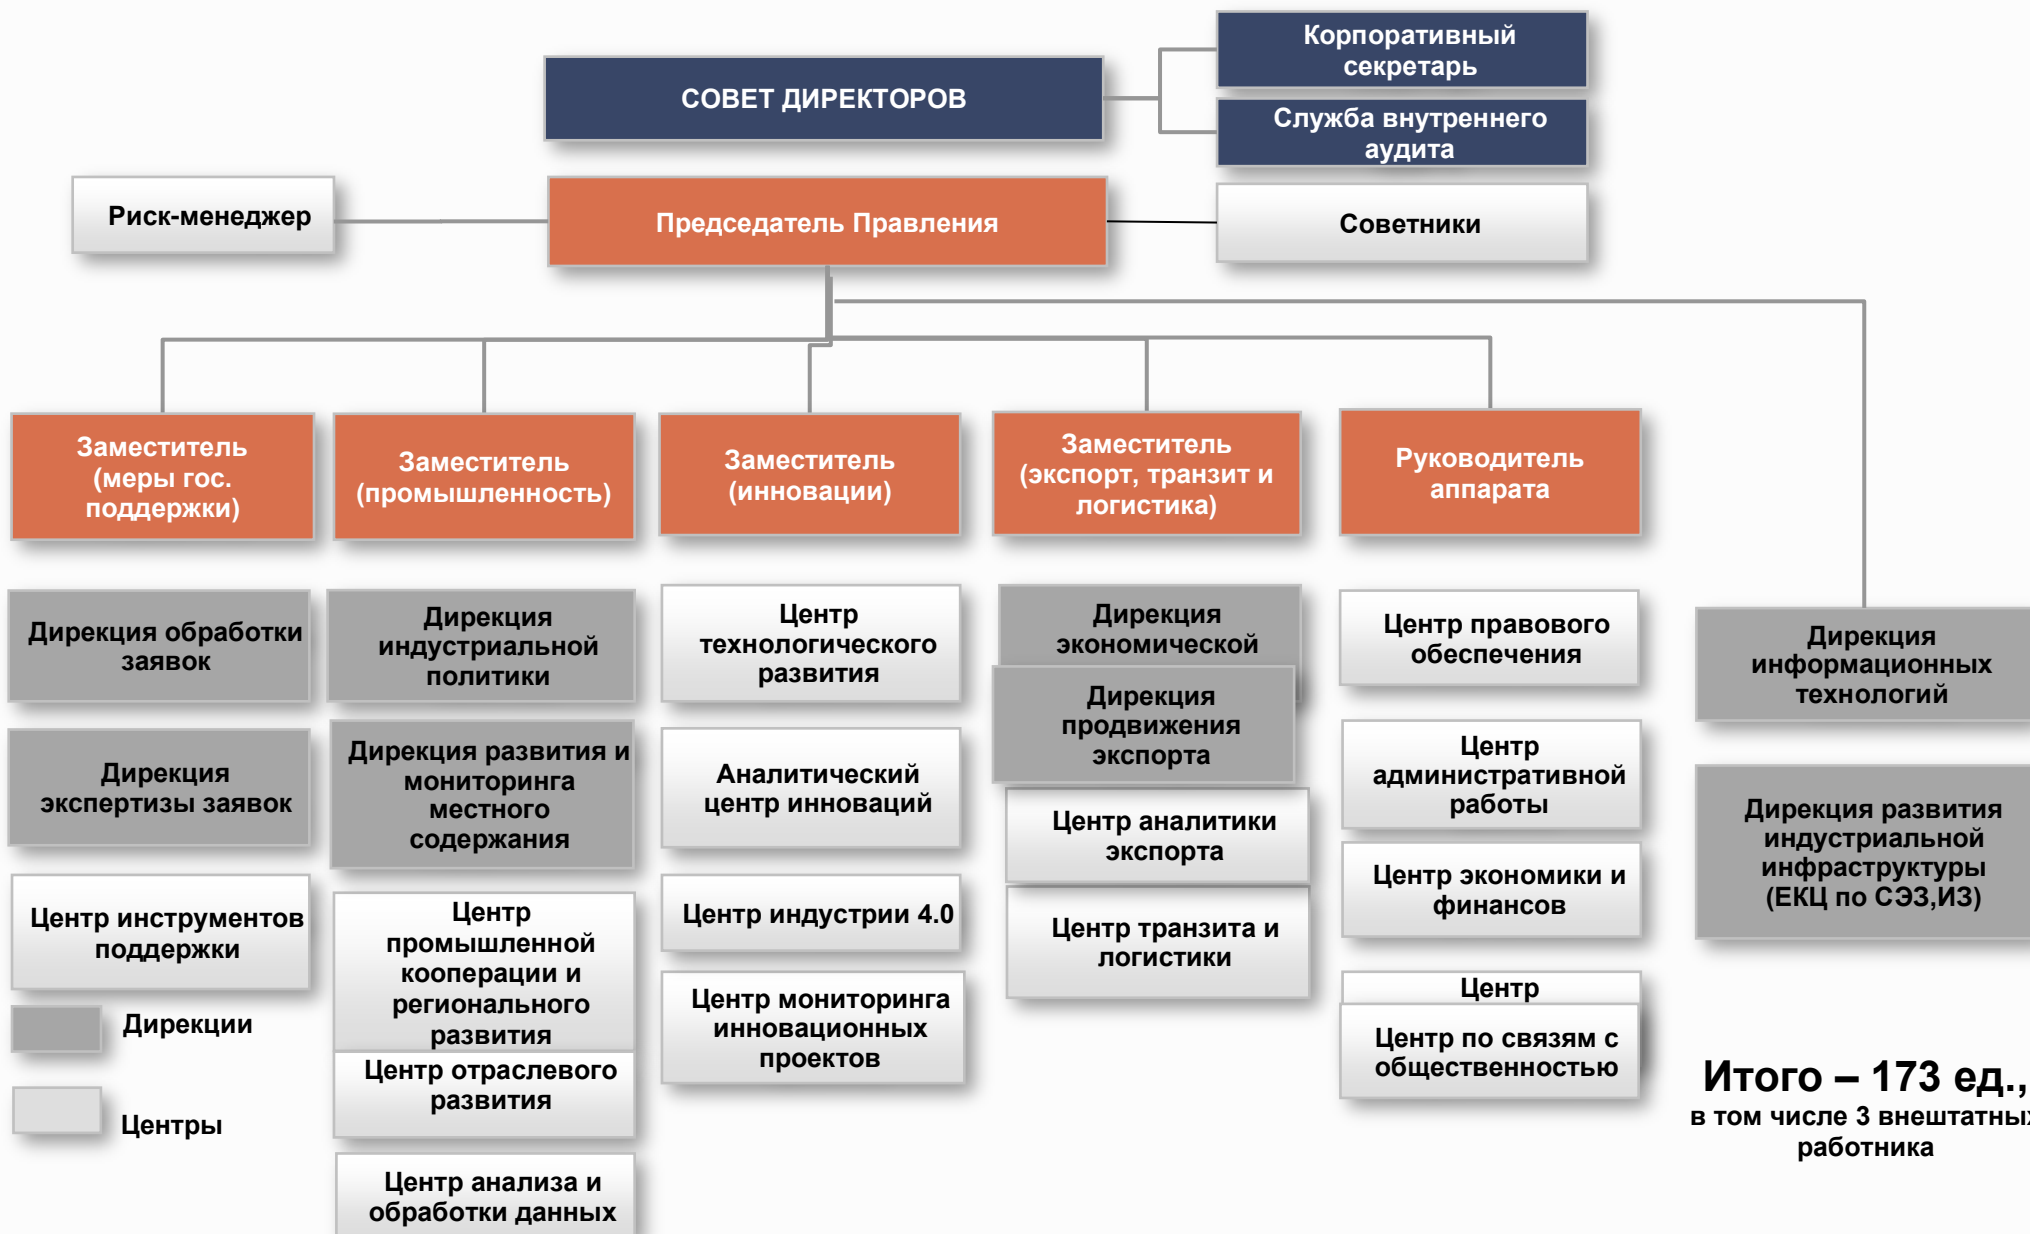 Корпоративный
секретарь
СОВЕТ ДИРЕКТОРОВ
Служба внутреннего
аудита
Риск-менеджер
Председатель Правления
Советники
Заместитель
(меры гос.
поддержки)
Заместитель
(промышленность)
Заместитель
(инновации)
Заместитель
(экспорт, транзит и
логистика)
Руководитель
аппарата
Дирекция обработки
заявок
Дирекция
экспертизы заявок
Центр инструментов
поддержки
Дирекции
Центры
Дирекция
индустриальной
политики
Дирекция развития и
мониторинга
местного
содержания
Центр
промышленной
кооперации и
регионального
развития
Центр отраслевого
развития
Центр анализа и
обработки данных
Центр
технологического
развития
Аналитический
центр инноваций
Центр индустрии 4.0
Центр мониторинга
инновационных
проектов
Дирекция
экономической
Дирекция
продвижения
экспорта
Центр аналитики
экспорта
Центр транзита и
логистики
Центр правового
обеспечения
Центр
административной
работы
Центр экономики и
финансов
Центр
Центр по связям с
общественностью
Дирекция
информационных
технологий
Дирекция развития
индустриальной
инфраструктуры
(ЕКЦ по СЭЗ,ИЗ)
Итого – 173 ед.,
в том числе 3 внештатных
работника